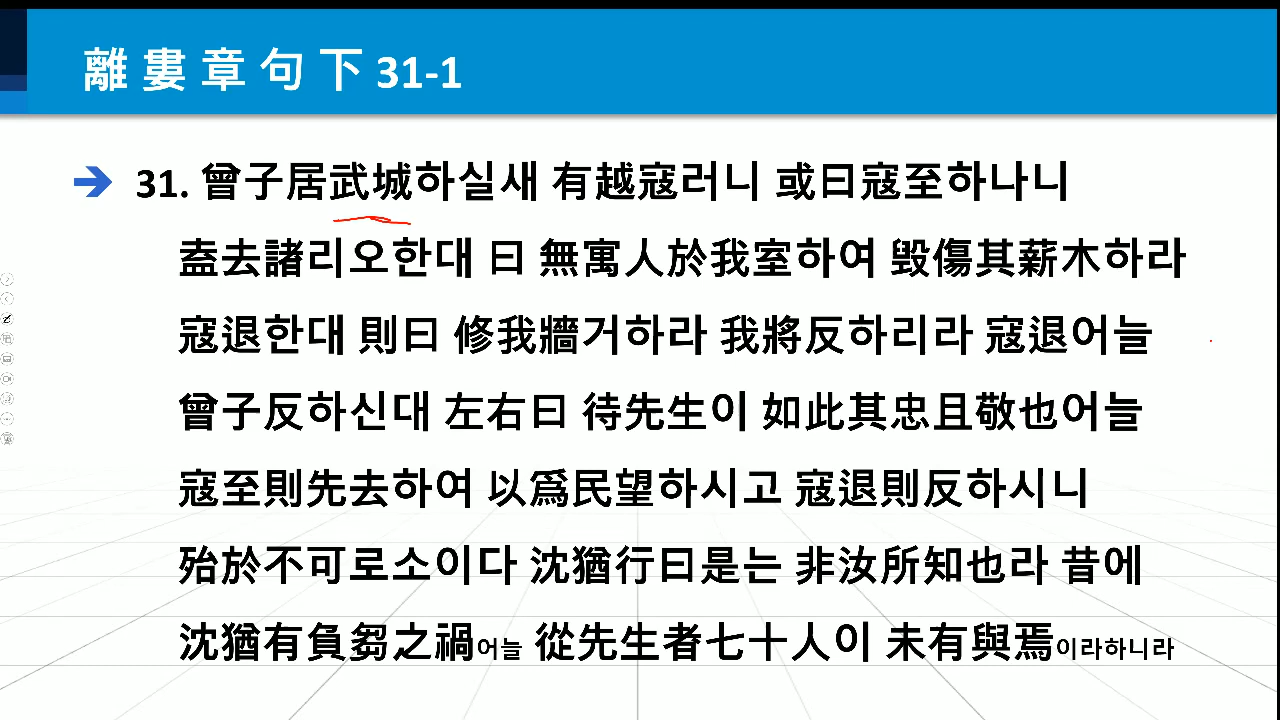 離婁章句下 31-1
31. 曾子居武城하실새 有越寇러니 或曰寇至하나니
盍去諸리오한대 曰 無寓人於我室하여 毀傷其薪木하라
寇退한대 則曰 修我牆거하라 我將反하리라 寇退어늘
曾子反하신대 左右曰 待先生이 如此其忠且敬也어늘
寇至則先去하여 以爲民望하시고 寇退則反하시니
殆於不可로소이다 沈猶行曰是는 非汝所知也라 昔에
沈猶有負芻之禍어늘 從先生者七十人이 未有與焉이라하니라